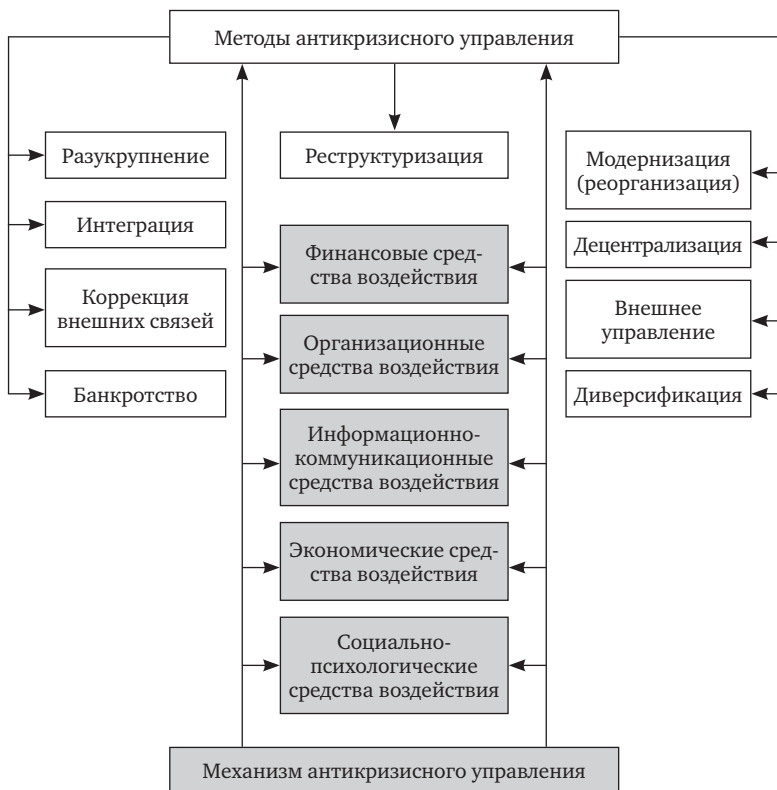 Методы антикризисного управления
Разукрупнение
Интеграция
Коррекция
внешних связей
Банкротство
Реструктуризация
Финансовые сред-
ства воздействия
Организационные
средства воздействия
Информационно-
коммуникационные
средства воздействия
Экономические сред-
ства воздействия
Социально-
психологические
средства воздействия
Модернизация
(реорганизация)
Децентрализация
Внешнее
управление
Диверсификация
Механизм антикризисного управления